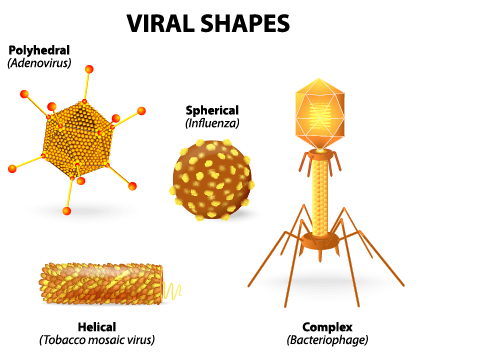 VIRAL SHAPES
Polyhedral
(Adenovirus)
Spherical
(Influenza)
Helical
(Tobacco mosaic virus)
Complex
(Bacteriophage)